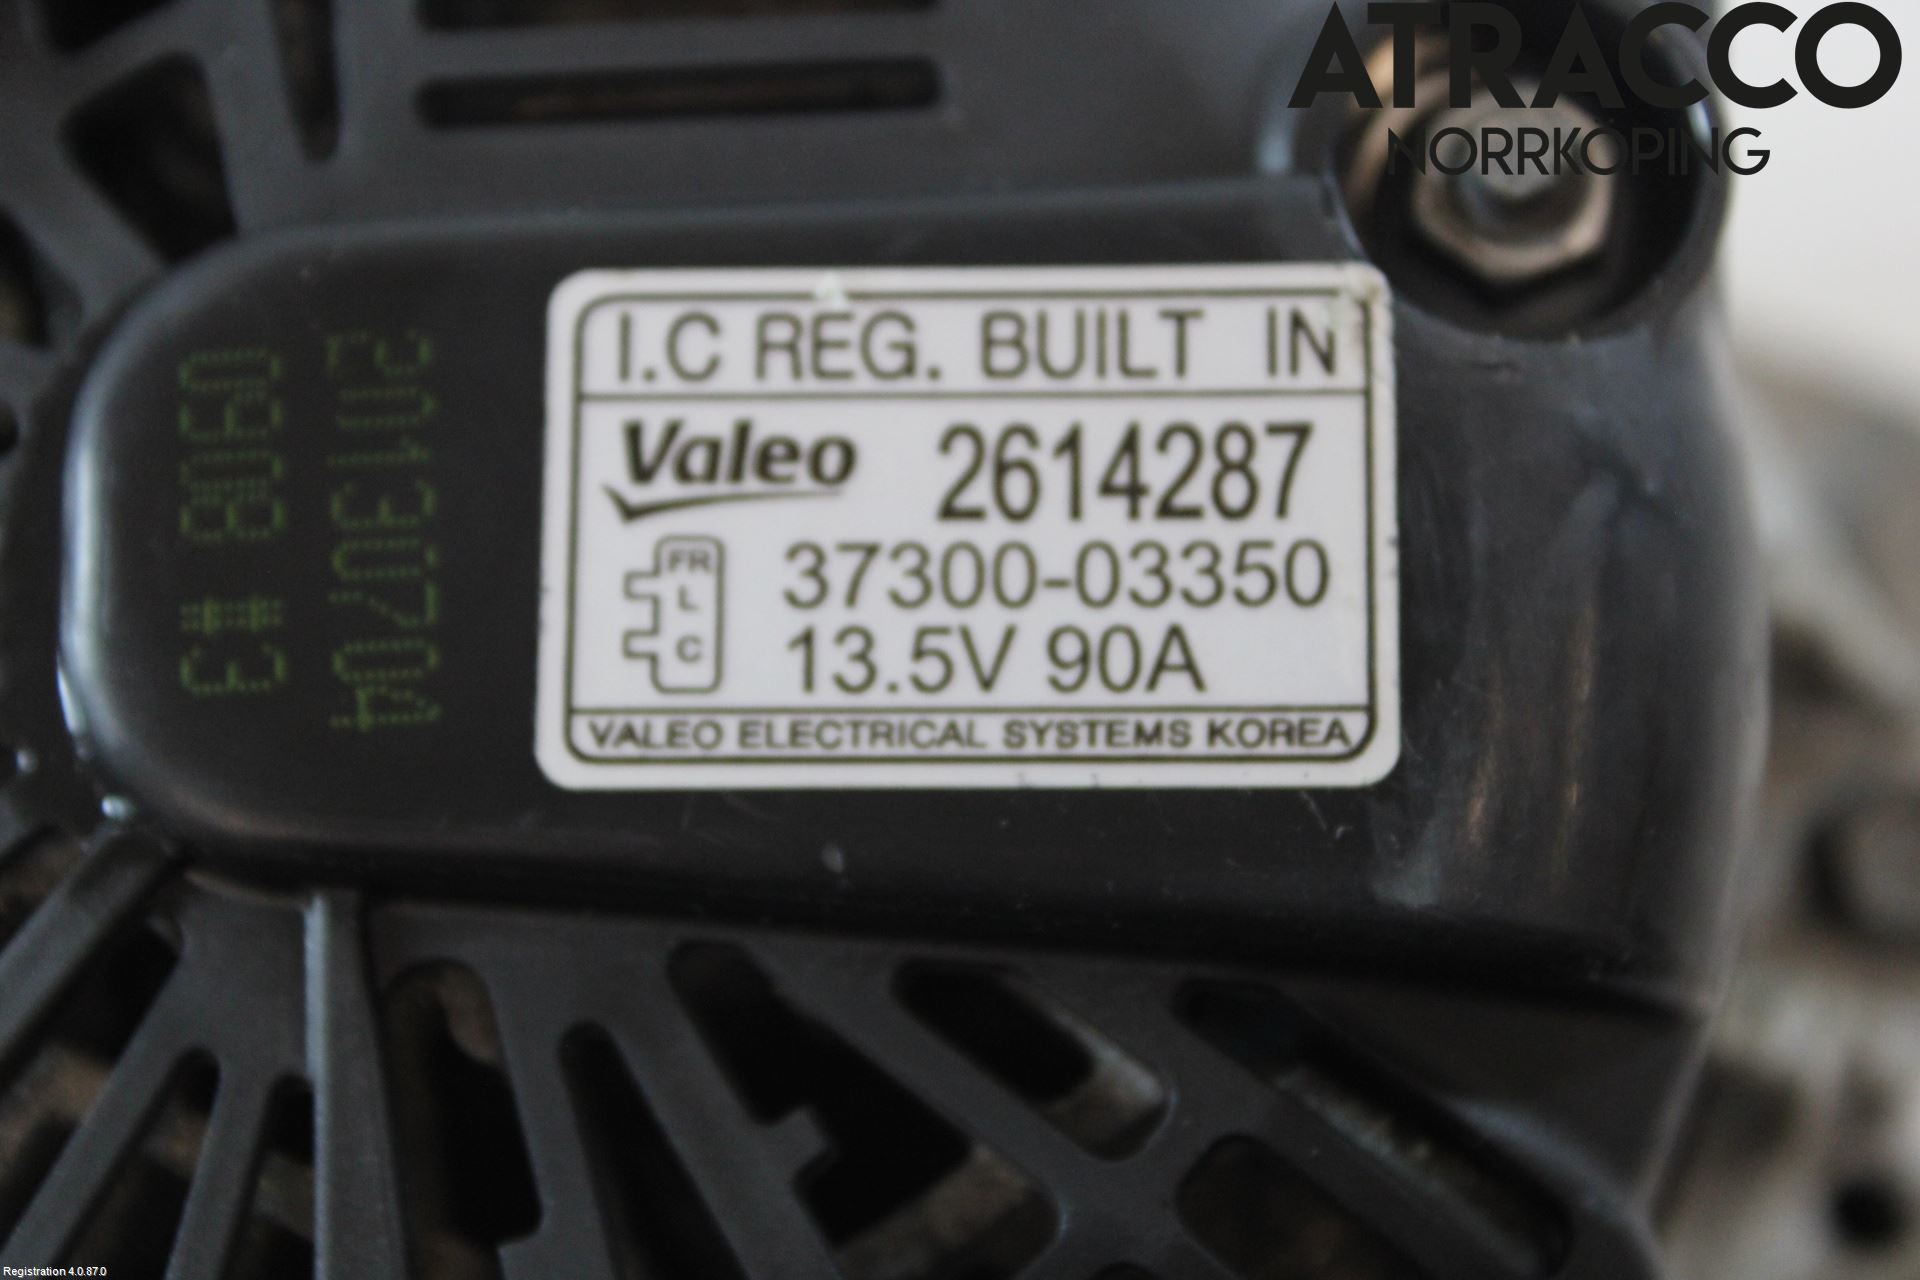 ATRACCO
NORRKÖPING
I.C REG. BUILT IN
Valeo 2614287
FR
L
C
37300-03350
13.5V 90A
VALEO ELECTRICAL SYSTEMS KOREA
20130704
Registration 4.0.87.0